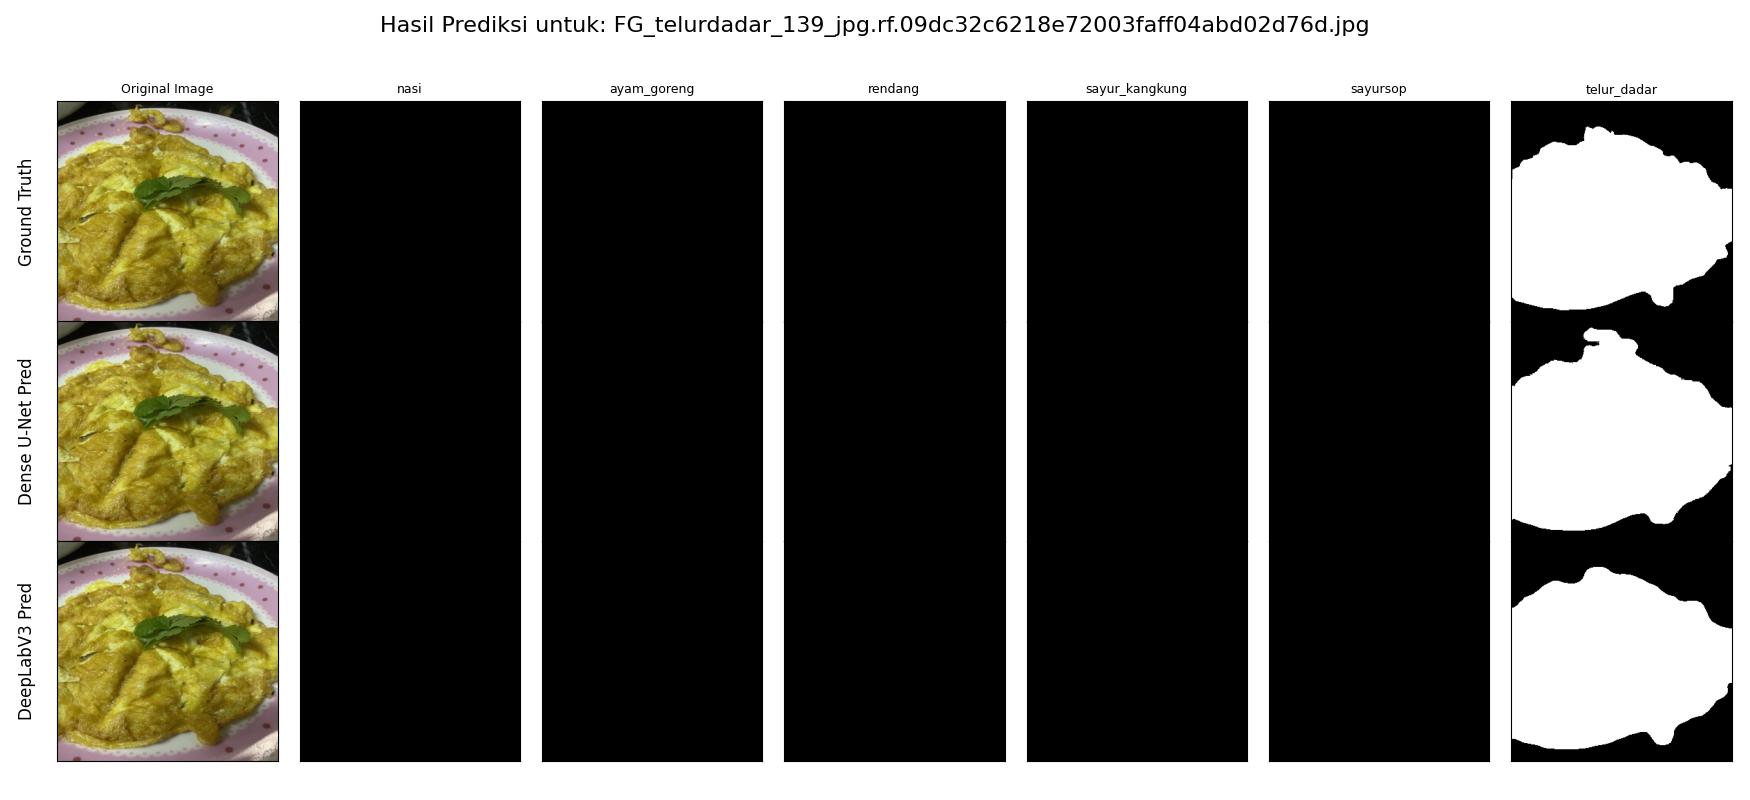 Hasil Prediksi untuk: FG_telurdadar_139_jpg.rf.09dc32c6218e72003faff04abd02d76d.jpg
Original Image
nasi
ayam_goreng
rendang
sayur_kangkung
sayursop
telur_dadar
Ground Truth
Dense U-Net Pred
DeepLabV3 Pred